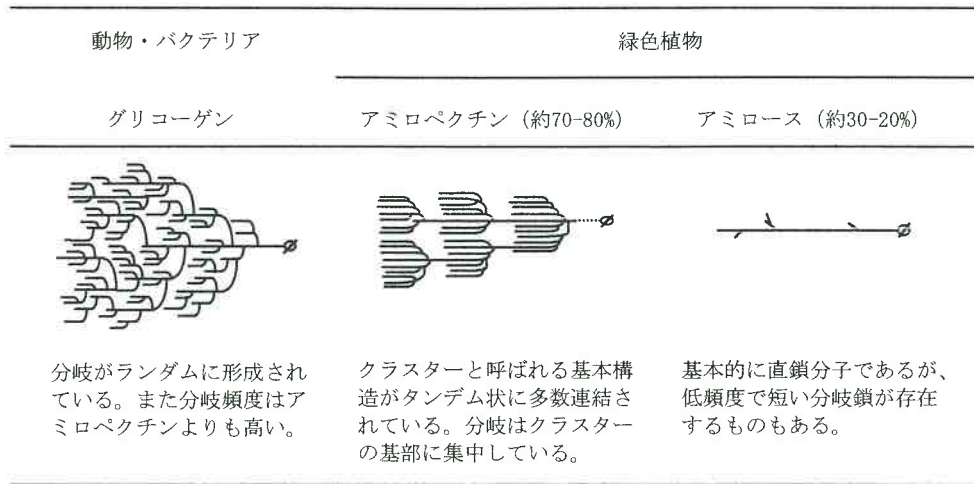 動物・バクテリア
緑色植物
グリコーゲン
アミロペクチン (約70-80%)
アミロース (約30-20%)
分岐がランダムに形成され
ている。また分岐頻度はア
ミロペクチンよりも高い。
クラスターと呼ばれる基本構
造がタンデム状に多数連結さ
れている。分岐はクラスター
の基部に集中している。
基本的に直鎖分子であるが、
低頻度で短い分岐鎖が存在
するものもある。